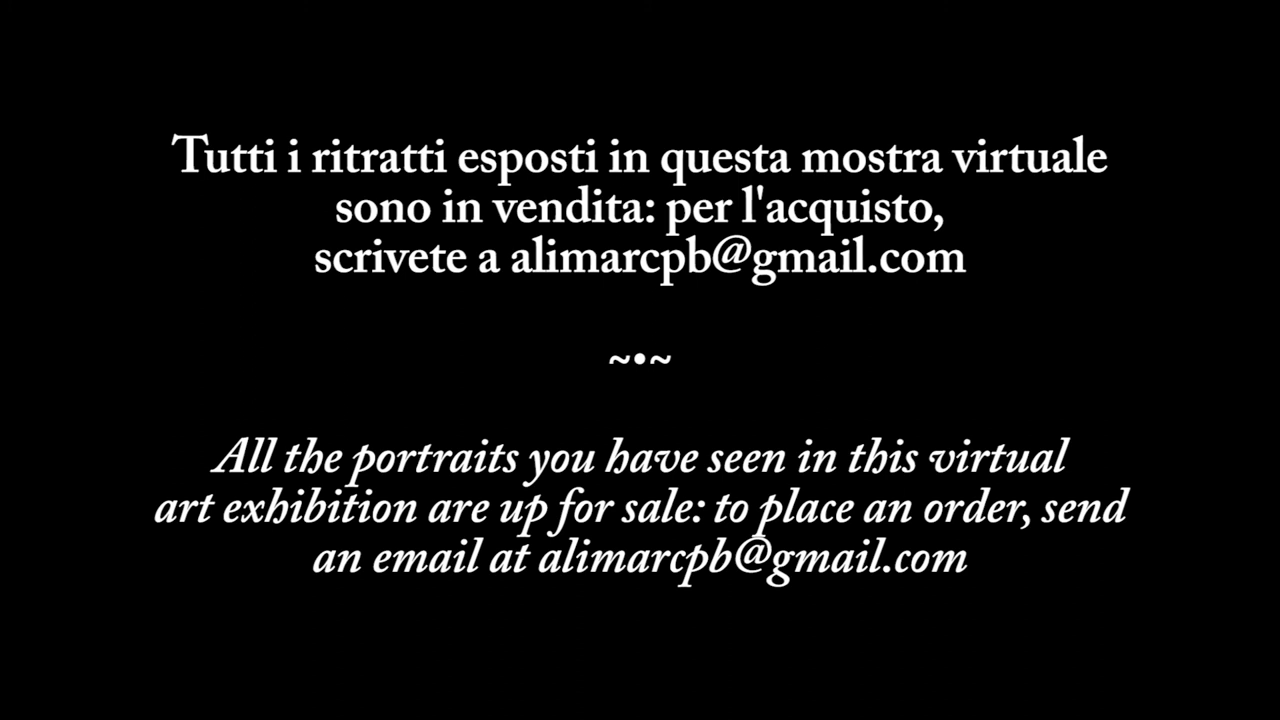 Tutti i ritratti esposti in questa mostra virtuale
sono in vendita: per l'acquisto,
scrivete a alimarcpb@gmail.com
~•~
All the portraits you have seen in this virtual
art exhibition are up for sale: to place an order, send
an email at alimarcpb@gmail.com